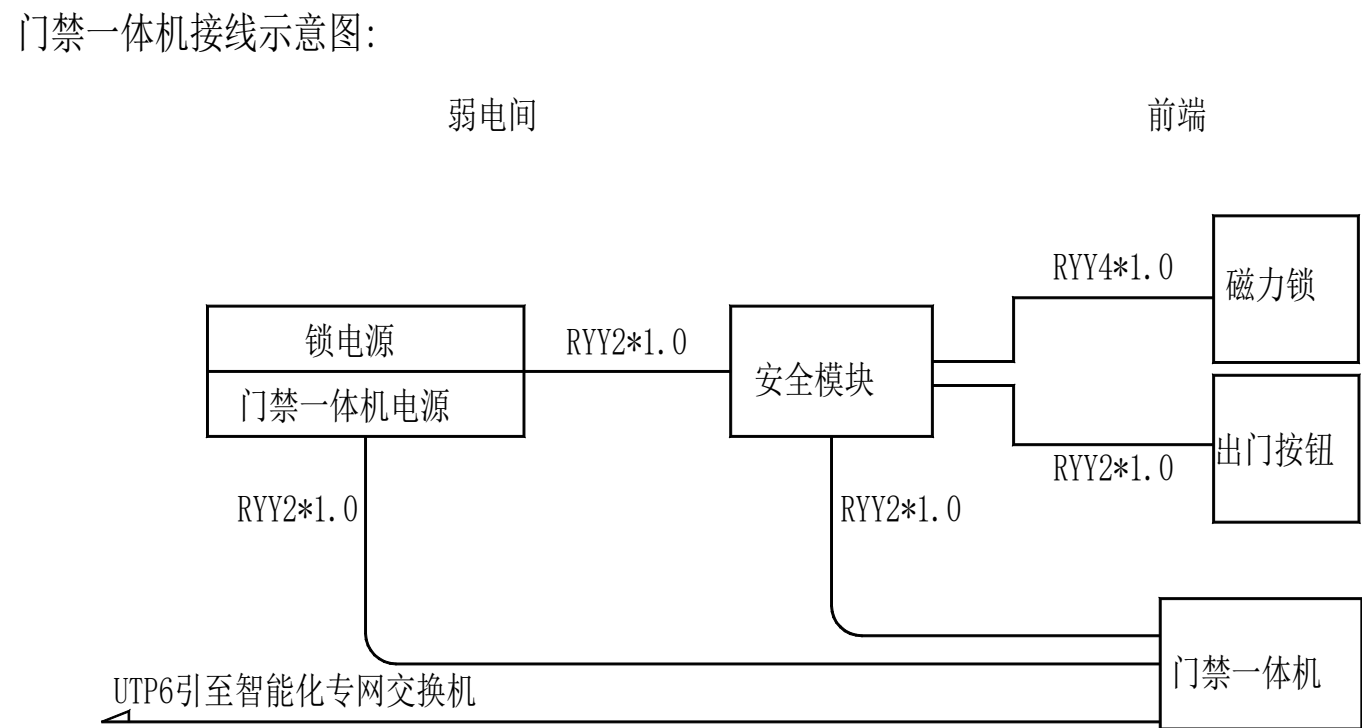 门禁一体机接线示意图:
弱电间
前端
RYY4*1.0
磁力锁
锁电源
RYY2*1.0
安全模块
门禁一体机电源
出门按钮
RYY2*1.0
RYY2*1.0
RYY2*1.0
门禁一体机
UTP6引至智能化专网交换机